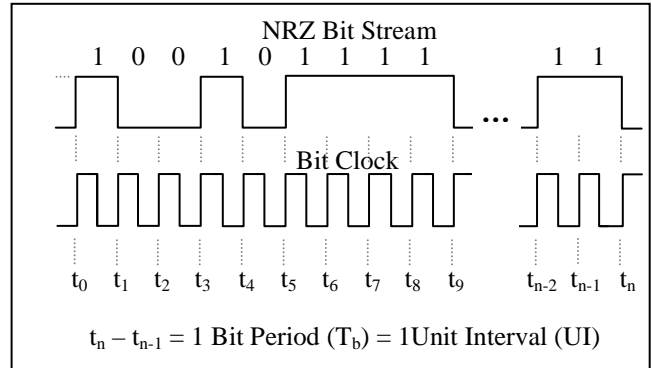 NRZ Bit Stream
1 0 0 1 0 1 1 1 1 1 1
...
Bit Clock
t0 t1 t2 t3 t4 t5 t6 t7 t8 t9 tn-2 tn-1 tn
tn – tn-1 = 1 Bit Period (Tb) = 1Unit Interval (UI)